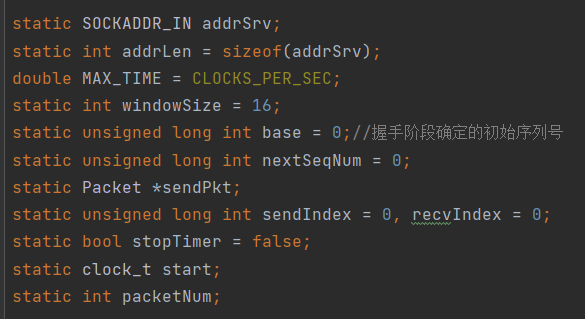 static SOCKADDR_IN addrSrv;
static int addrLen = sizeof(addrSrv);
double MAX_TIME = CLOCKS_PER_SEC;
static int windowSize = 16;
static unsigned long int base = 0;//握手阶段确定的初始序列号
static unsigned long int nextSeqNum = 0;
static Packet *sendPkt;
static unsigned long int sendIndex = 0, recvIndex = 0;
static bool stopTimer = false;
static clock_t start;
static int packetNum;